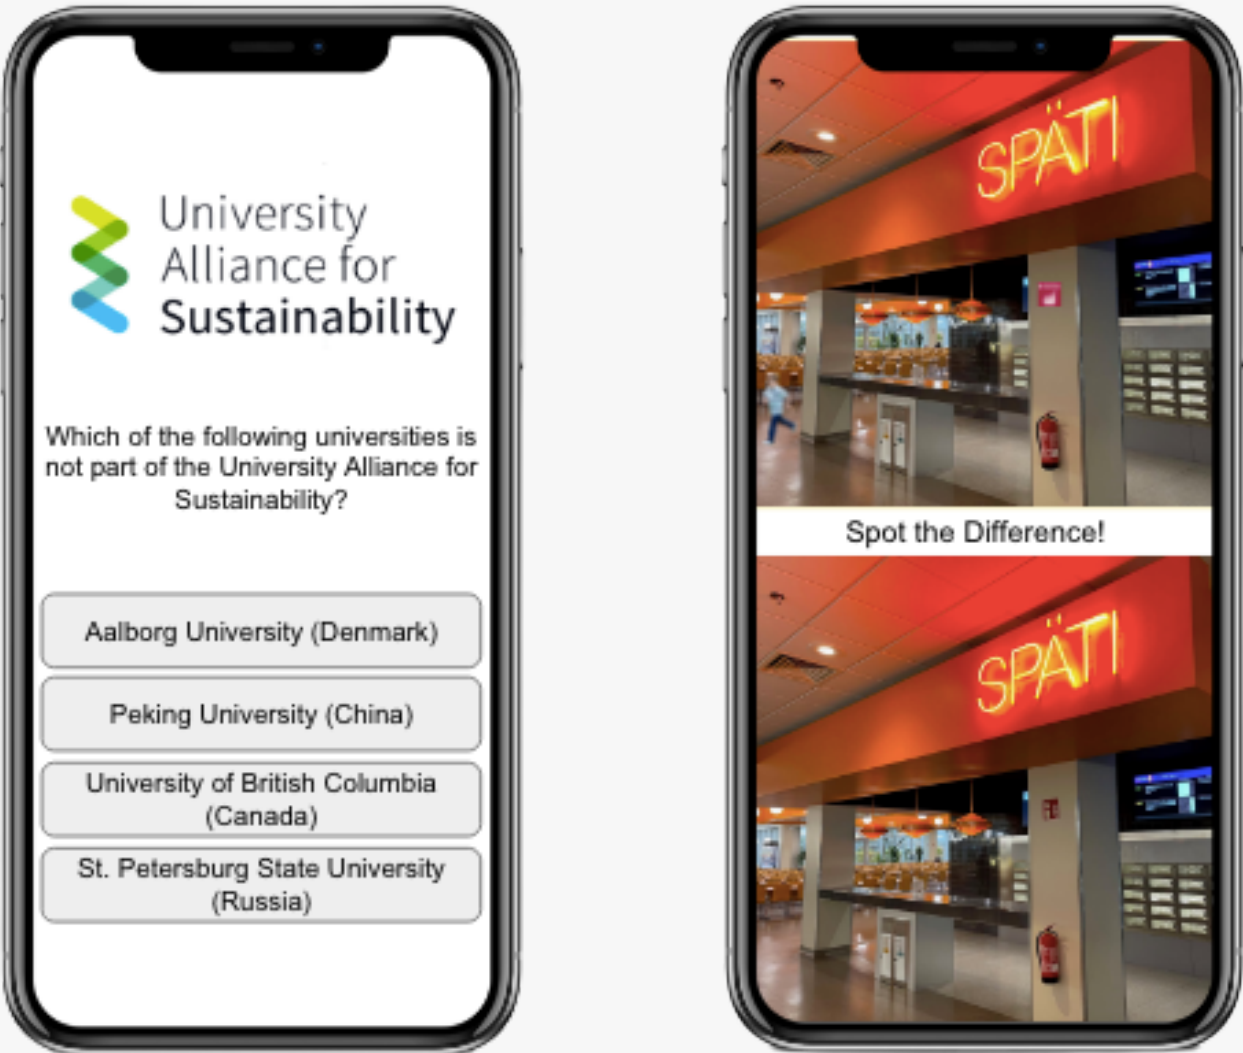 University
Alliance for
Sustainability
Which of the following universities is
not part of the University Alliance for
Sustainability?
Aalborg University (Denmark)
Peking University (China)
University of British Columbia
(Canada)
St. Petersburg State University
(Russia)
SPÄTI
Spot the Difference!
SPÄTI